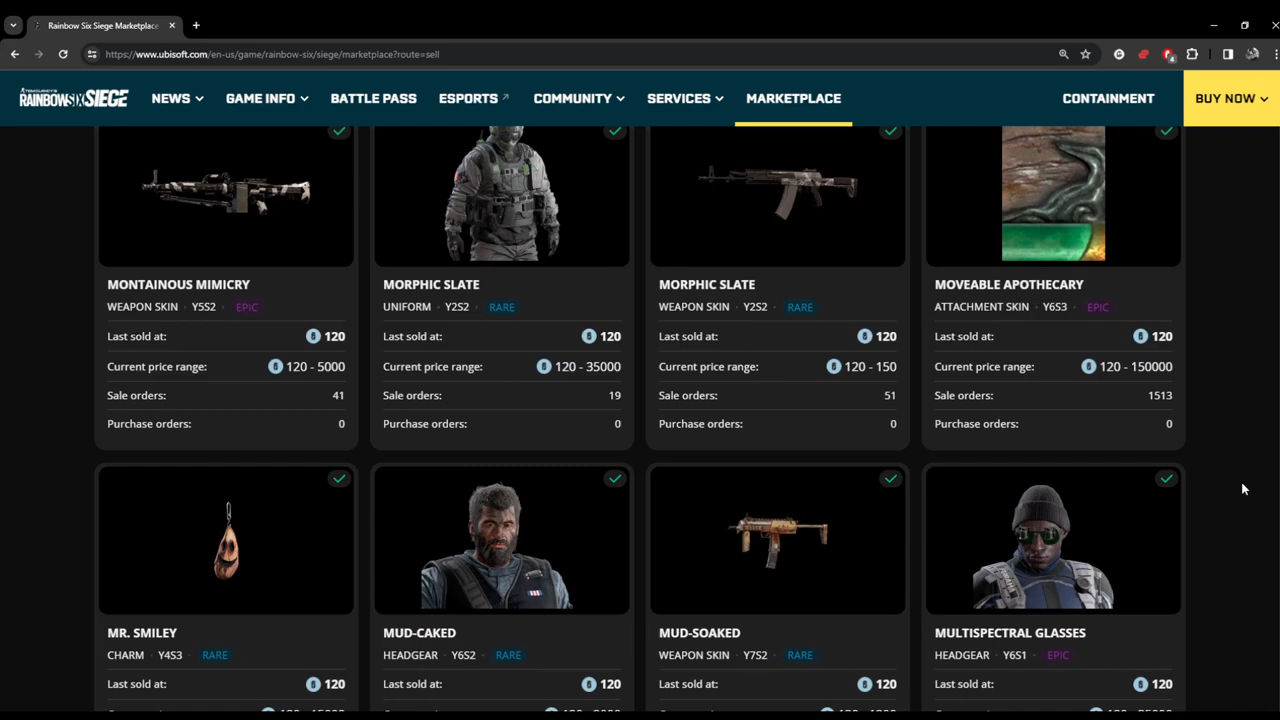 Rainbow Six Siege Marketplace
https://www.ubisoft.com/en-us/game/rainbow-six/siege/marketplace?route=sell
4
TOM CLANCY'S
RAINBOWSIX SIEGE
NEWS GAME INFO BATTLE PASS ESPORTS COMMUNITY SERVICES MARKETPLACE CONTAINMENT BUY NOW
MONTAINOUS MIMICRY
WEAPON SKIN · Y5S2 · EPIC
Last sold at: 120
Current price range: 120 - 5000
Sale orders: 41
Purchase orders: 0
MORPHIC SLATE
UNIFORM · Y2S2 · RARE
Last sold at: 120
Current price range: 120 - 35000
Sale orders: 19
Purchase orders: 0
MORPHIC SLATE
WEAPON SKIN · Y2S2 · RARE
Last sold at: 120
Current price range: 120 - 150
Sale orders: 51
Purchase orders: 0
MOVEABLE APOTHECARY
ATTACHMENT SKIN · Y6S3 · EPIC
Last sold at: 120
Current price range: 120 - 150000
Sale orders: 1513
Purchase orders: 0
MR. SMILEY
CHARM · Y4S3 · RARE
Last sold at: 120
MUD-CAKED
HEADGEAR · Y6S2 · RARE
Last sold at: 120
MUD-SOAKED
WEAPON SKIN · Y7S2 · RARE
Last sold at: 120
MULTISPECTRAL GLASSES
HEADGEAR · Y6S1 · EPIC
Last sold at: 120